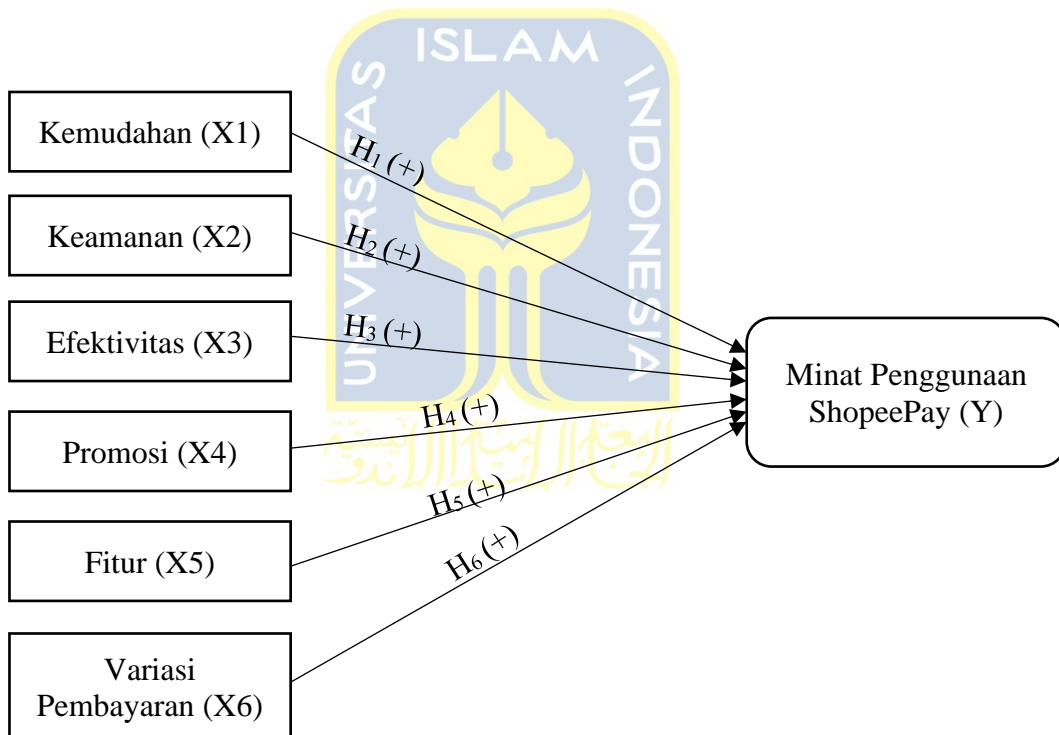 ISLAM
UNIVERSITAS
INDONESIA
Kemudahan (X1)
H1 (+)
Keamanan (X2)
H2 (+)
Efektivitas (X3)
H3 (+)
Minat Penggunaan
ShopeePay (Y)
Promosi (X4)
H4 (+)
Fitur (X5)
H5 (+)
H6 (+)
Variasi
Pembayaran (X6)